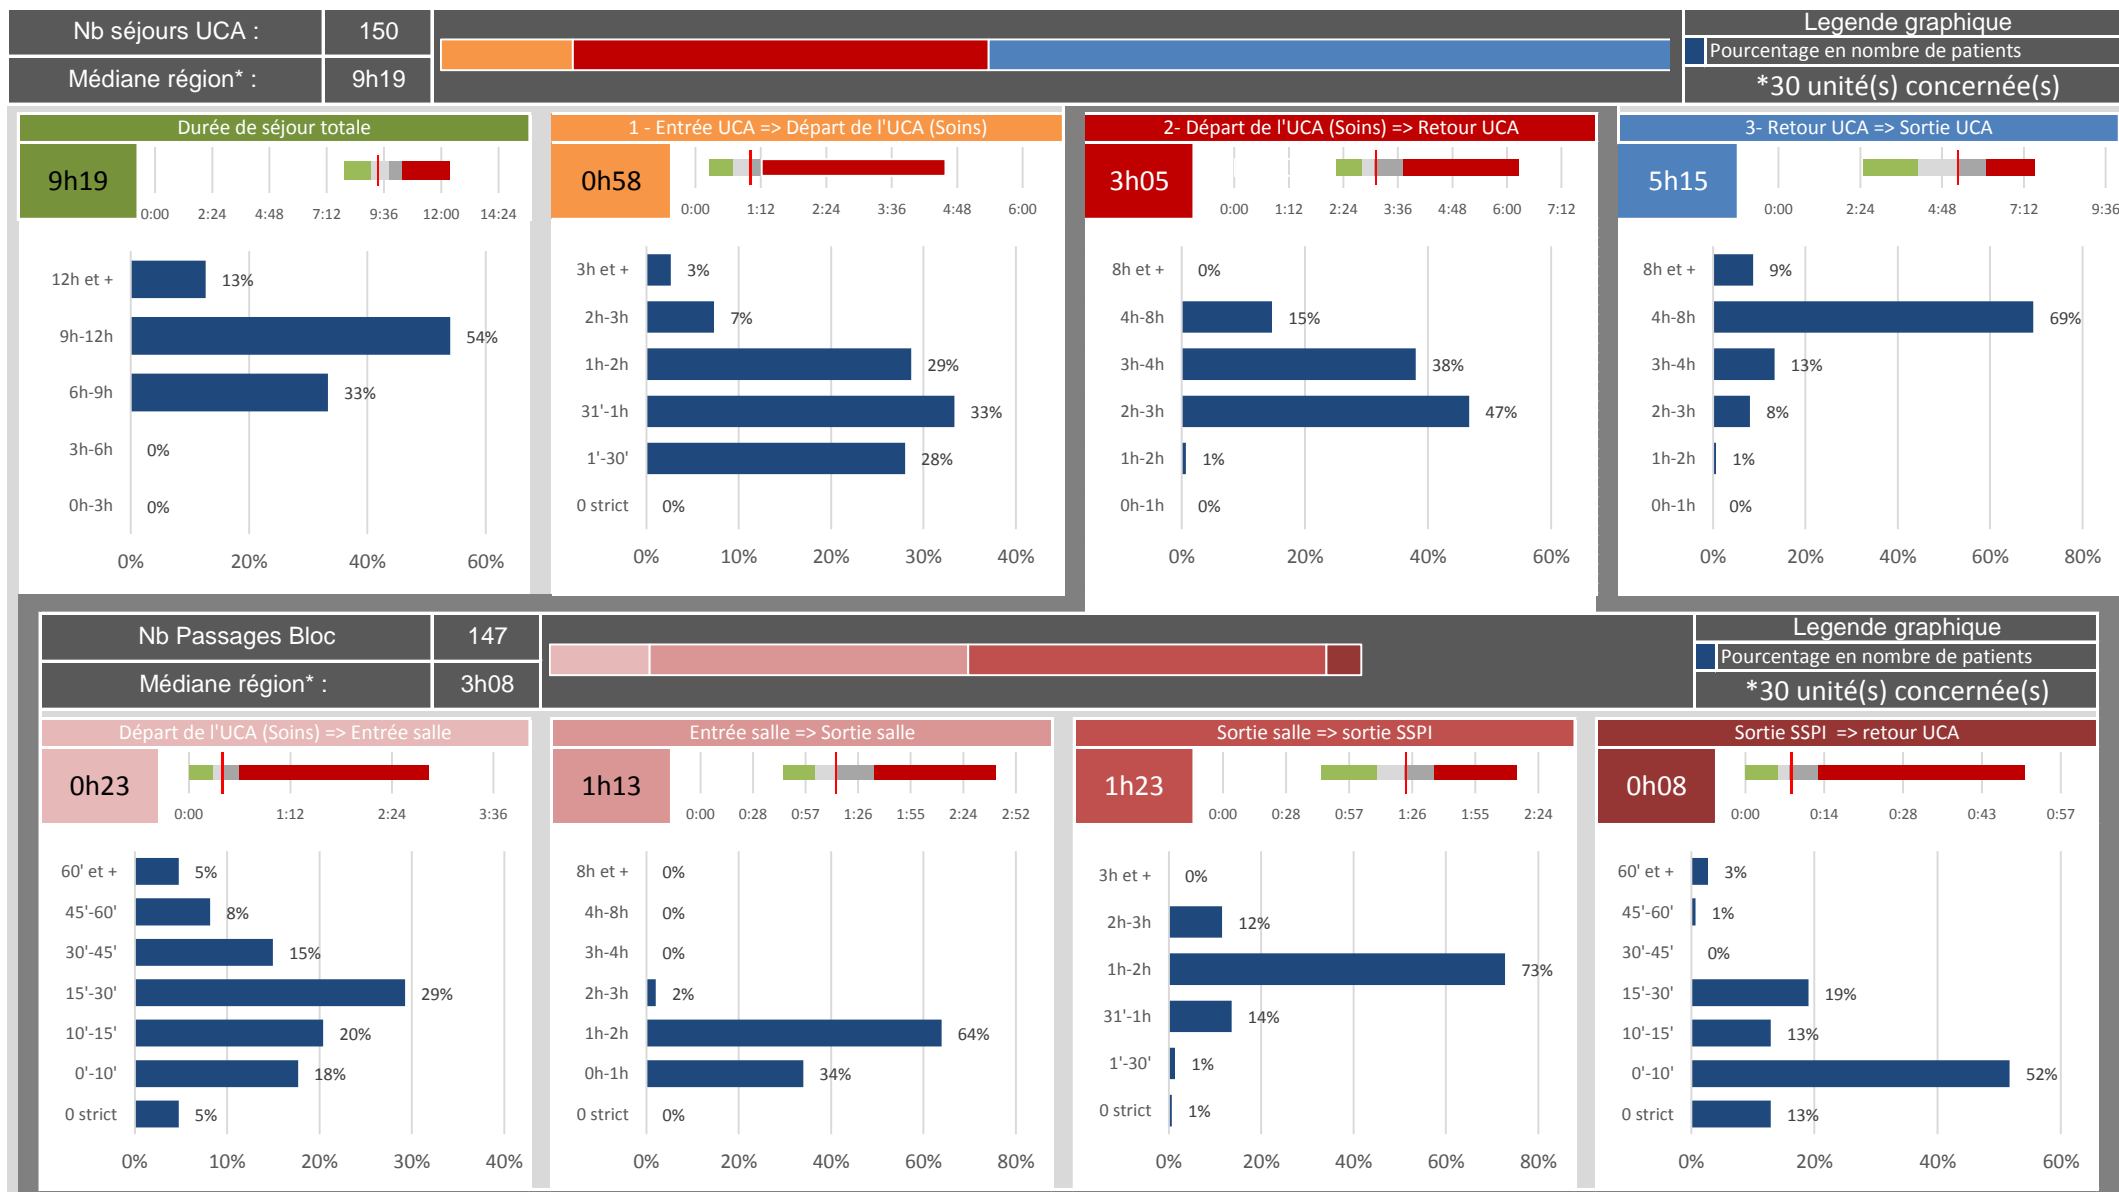 Nb séjours UCA :
150
Médiane région* :
9h19
Legende graphique
Pourcentage en nombre de patients
*30 unité(s) concernée(s)
Durée de séjour totale
9h19
0:00 2:24 4:48 7:12 9:36 12:00 14:24
12h et + 13%
9h-12h 54%
6h-9h 33%
3h-6h 0%
0h-3h 0%
0% 20% 40% 60%
1 - Entrée UCA => Départ de l'UCA (Soins)
0h58
0:00 1:12 2:24 3:36 4:48 6:00
3h et + 3%
2h-3h 7%
1h-2h 29%
31'-1h 33%
1'-30' 28%
0 strict 0%
0% 10% 20% 30% 40%
2- Départ de l'UCA (Soins) => Retour UCA
3h05
0:00 1:12 2:24 3:36 4:48 6:00 7:12
8h et + 0%
4h-8h 15%
3h-4h 38%
2h-3h 47%
1h-2h 1%
0h-1h 0%
0% 20% 40% 60%
3- Retour UCA => Sortie UCA
5h15
0:00 2:24 4:48 7:12 9:36
8h et + 9%
4h-8h 69%
3h-4h 13%
2h-3h 8%
1h-2h 1%
0h-1h 0%
0% 20% 40% 60% 80%
Nb Passages Bloc
147
Médiane région* :
3h08
Legende graphique
Pourcentage en nombre de patients
*30 unité(s) concernée(s)
Départ de l'UCA (Soins) => Entrée salle
0h23
0:00 1:12 2:24 3:36
60' et + 5%
45'-60' 8%
30'-45' 15%
15'-30' 29%
10'-15' 20%
0'-10' 18%
0 strict 5%
0% 10% 20% 30% 40%
Entrée salle => Sortie salle
1h13
0:00 0:28 0:57 1:26 1:55 2:24 2:52
8h et + 0%
4h-8h 0%
3h-4h 0%
2h-3h 2%
1h-2h 64%
0h-1h 34%
0 strict 0%
0% 20% 40% 60% 80%
Sortie salle => sortie SSPI
1h23
0:00 0:28 0:57 1:26 1:55 2:24
3h et + 0%
2h-3h 12%
1h-2h 73%
31'-1h 14%
1'-30' 1%
0 strict 1%
0% 20% 40% 60% 80%
Sortie SSPI => retour UCA
0h08
0:00 0:14 0:28 0:43 0:57
60' et + 3%
45'-60' 1%
30'-45' 0%
15'-30' 19%
10'-15' 13%
0'-10' 52%
0 strict 13%
0% 20% 40% 60%